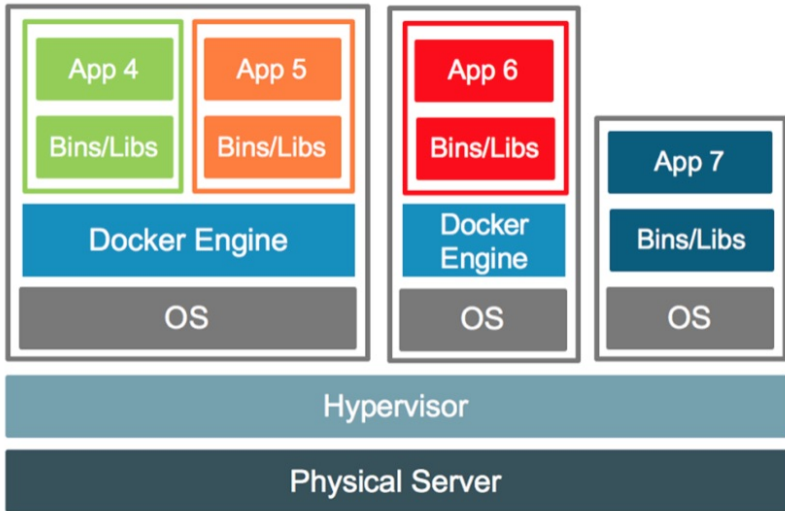 App 4
App 5
App 6
Bins/Libs
Bins/Libs
Bins/Libs
App 7
Docker Engine
Docker
Engine
Bins/Libs
OS
OS
OS
Hypervisor
Physical Server